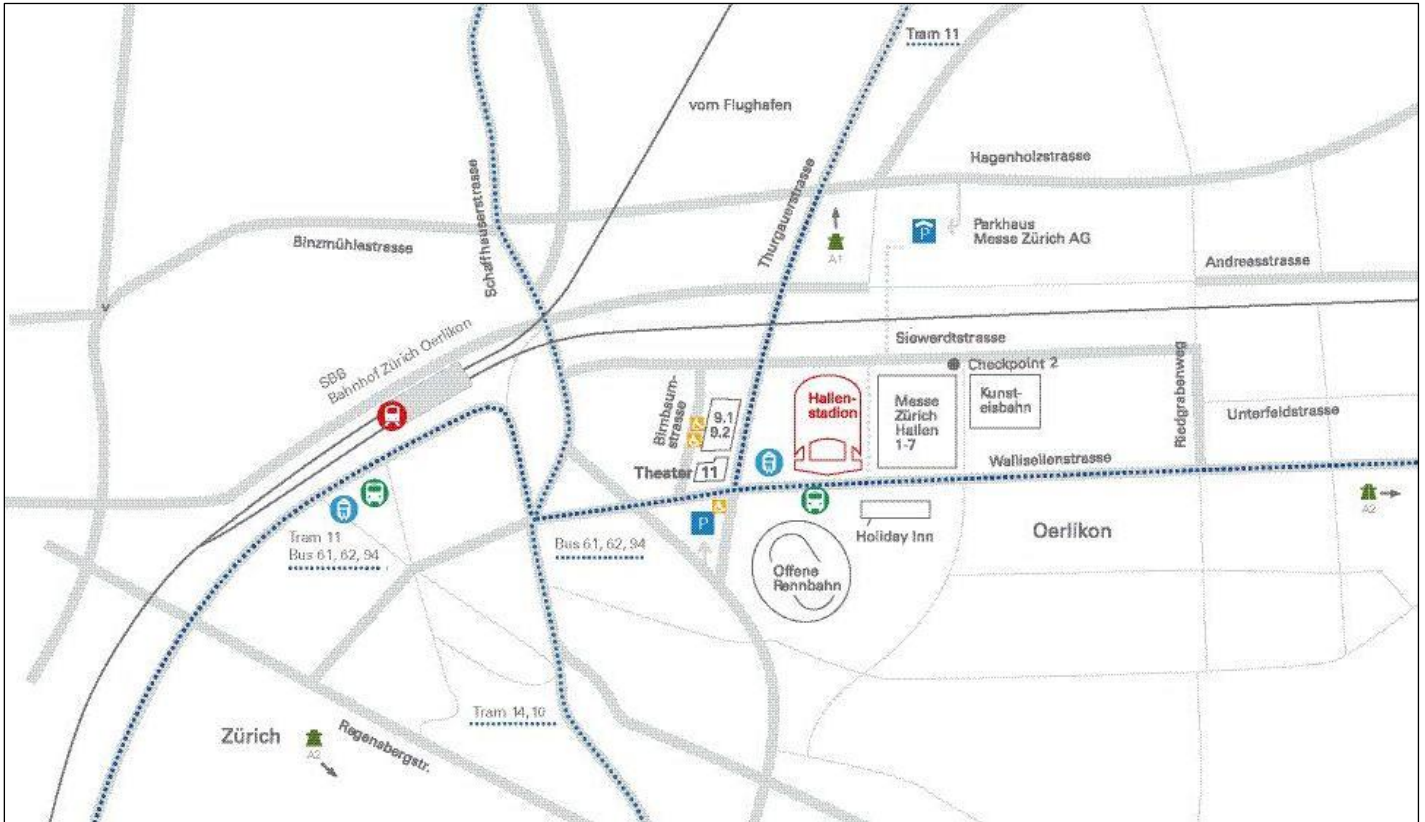 Tram 11
vom Flughafen
Hagenholzstrasse
Schaffhauserstrasse
Thurgauerstrasse
Binzmühlestrasse
P
Parkhaus
Messe Zürich AG
A1
Andreasstrasse
v
SBB
Bahnhof Zürich Oerlikon
Siewerdtstrasse
Checkpoint 2
Birnbaum-
strasse
9.1
9.2
Hallen-
stadion
Messe
Zürich
Hallen
1-7
Kunst-
eisbahn
Riedgrabenweg
Unterfeldstrasse
Theater 11
Wallisellenstrasse
A2
P
Holiday Inn
Oerlikon
Tram 11
Bus 61, 62, 94
Bus 61, 62, 94
Offene
Rennbahn
Tram 14, 10
Zürich
A2
Regensbergstr.